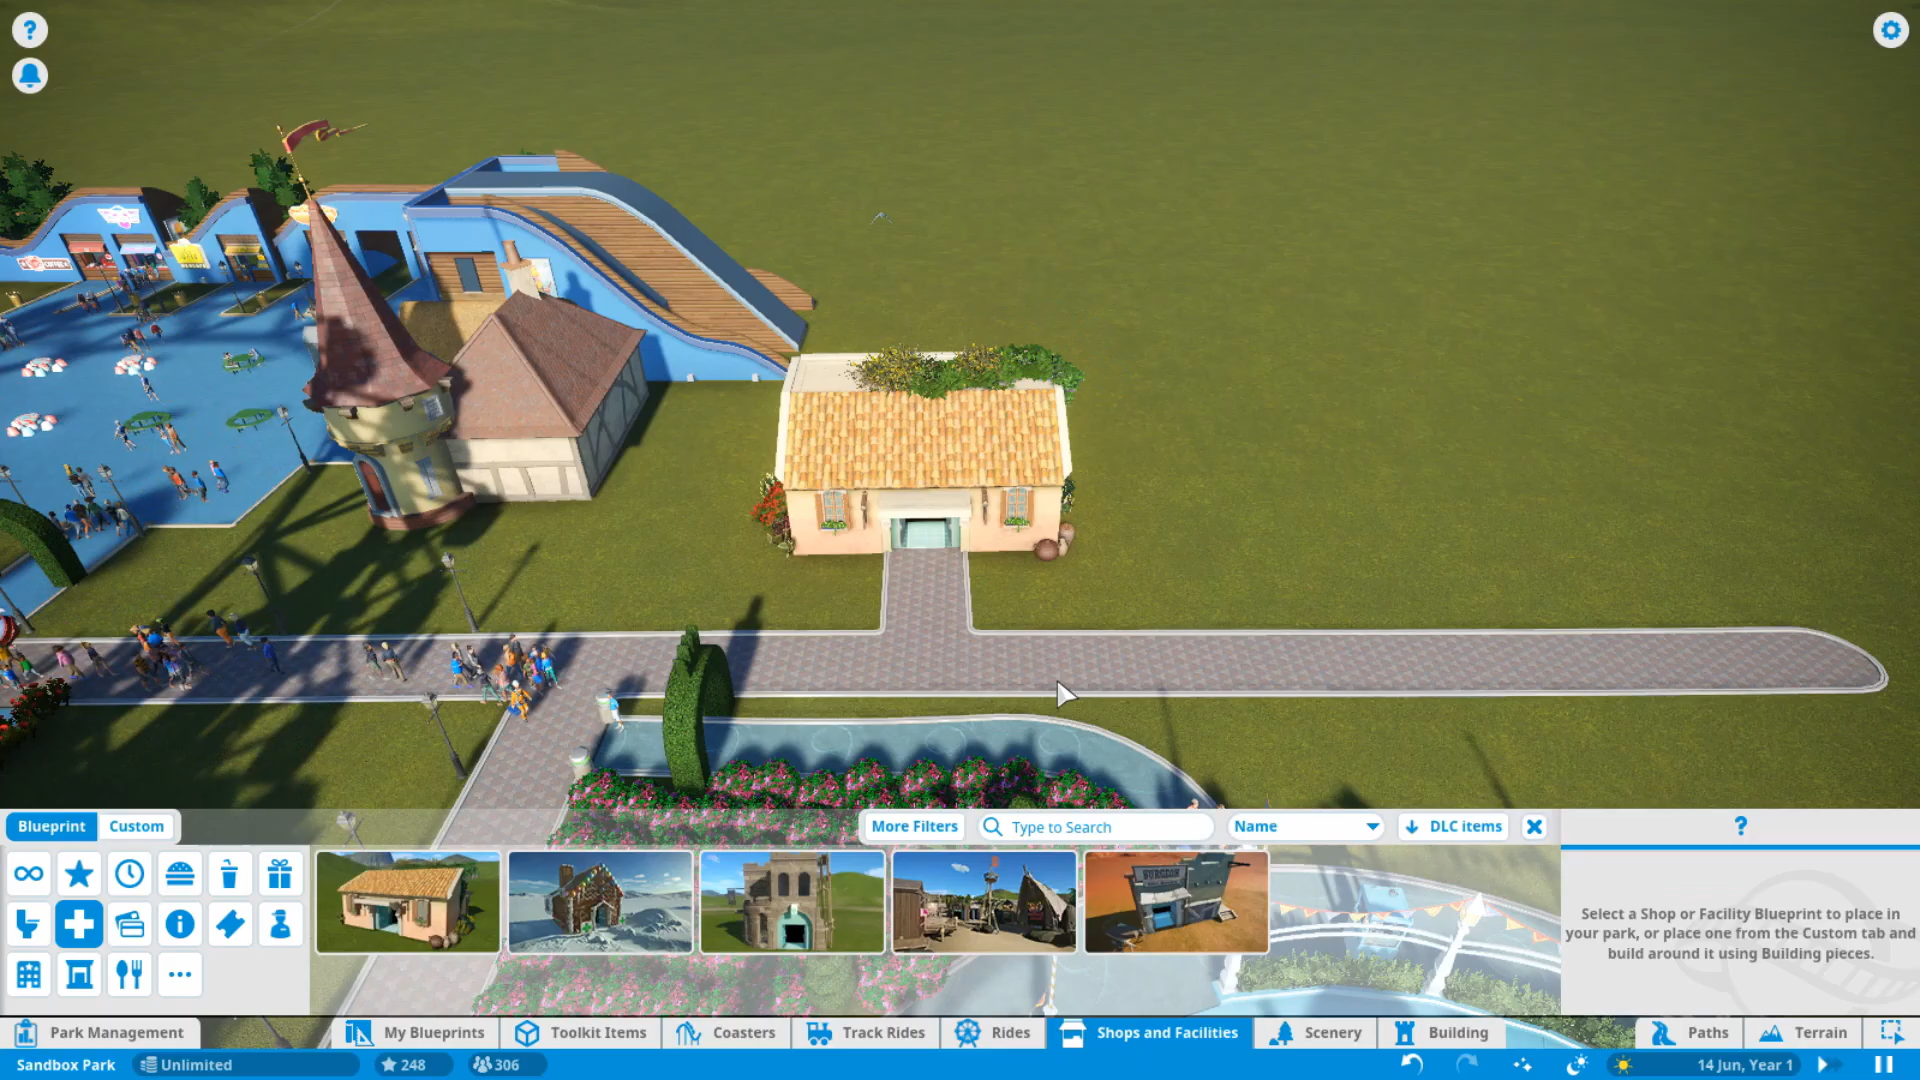 ?
Blueprint
Custom
More Filters
Type to Search
Name
DLC items
?
SURGEON
Select a Shop or Facility Blueprint to place in
your park, or place one from the Custom tab and
build around it using Building pieces.
Park Management
My Blueprints
Toolkit Items
Coasters
Track Rides
Rides
Shops and Facilities
Scenery
Building
Paths
Terrain
Sandbox Park
Unlimited
248
306
14 Jun, Year 1